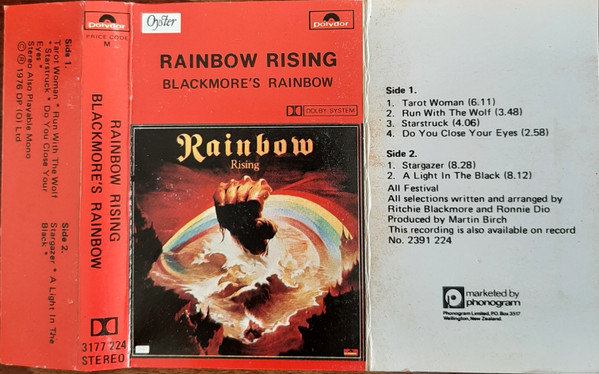 Side 1.
Tarot Woman * Run With The Wolf
* Starstruck * Do You Close Your
Eyes *
Side 2.
Stargazer * A Light In The
Black *
Stereo Also Playable Mono
© ℗ 1976 DP (O) Ltd
Polydor
PRICE CODE
M
RAINBOW RISING
BLACKMORE'S RAINBOW
3177 224
STEREO
Oyster
Polydor
RAINBOW RISING
BLACKMORE'S RAINBOW
DOLBY SYSTEM
Rainbow
Rising
Side 1.
1. Tarot Woman (6.11)
2. Run With The Wolf (3.48)
3. Starstruck (4.06)
4. Do You Close Your Eyes (2.58)
Side 2.
1. Stargazer (8.28)
2. A Light In The Black (8.12)
All Festival
All selections written and arranged by
Ritchie Blackmore and Ronnie Dio
Produced by Martin Birch
This recording is also available on record
No. 2391 224
marketed by
phonogram
Phonogram Limited, P.O. Box 3517
Wellington, New Zealand.